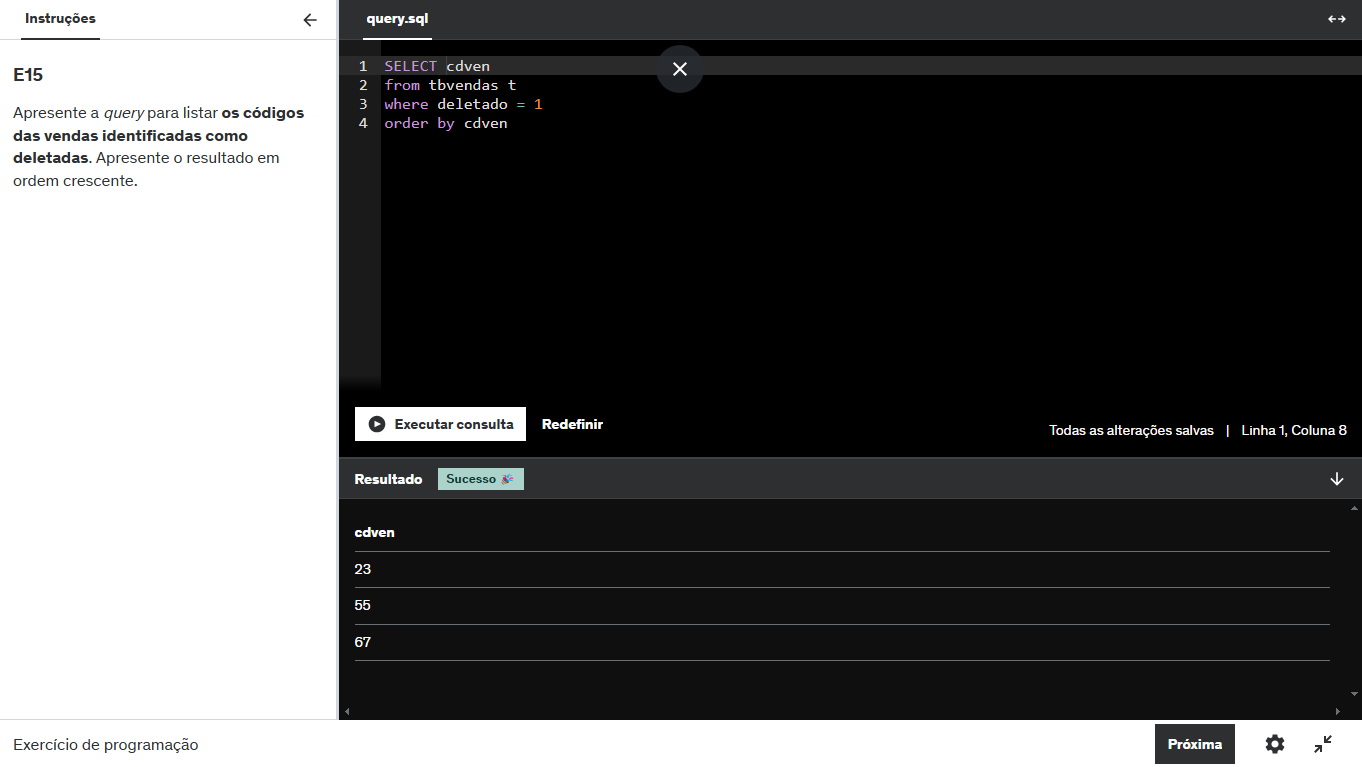 Instruções
E15
Apresente a query para listar os códigos
das vendas identificadas como
deletadas. Apresente o resultado em
ordem crescente.
query.sql
1 SELECT cdven
2 from tbvendas t
3 where deletado = 1
4 order by cdven
Executar consulta
Redefinir
Todas as alterações salvas | Linha 1, Coluna 8
Resultado
Sucesso
cdven
23
55
67
Exercício de programação
Próxima